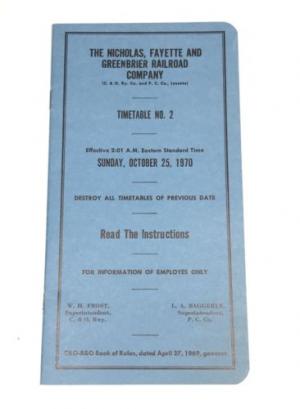 THE NICHOLAS, FAYETTE AND
GREENBRIER RAILROAD
COMPANY
(C. & O. Ry. Co. and P. C. Co., Lessees)
TIMETABLE NO. 2
Effective 2:01 A.M. Eastern Standard Time
SUNDAY, OCTOBER 25, 1970
DESTROY ALL TIMETABLES OF PREVIOUS DATE
Read The Instructions
FOR INFORMATION OF EMPLOYES ONLY
W. H. FROST,
Superintendent,
C. & O. Rwy.
L. A. BAGGERLY,
Superintendent,
P. C. Co.
C&O-B&O Book of Rules, dated April 27, 1969, governs